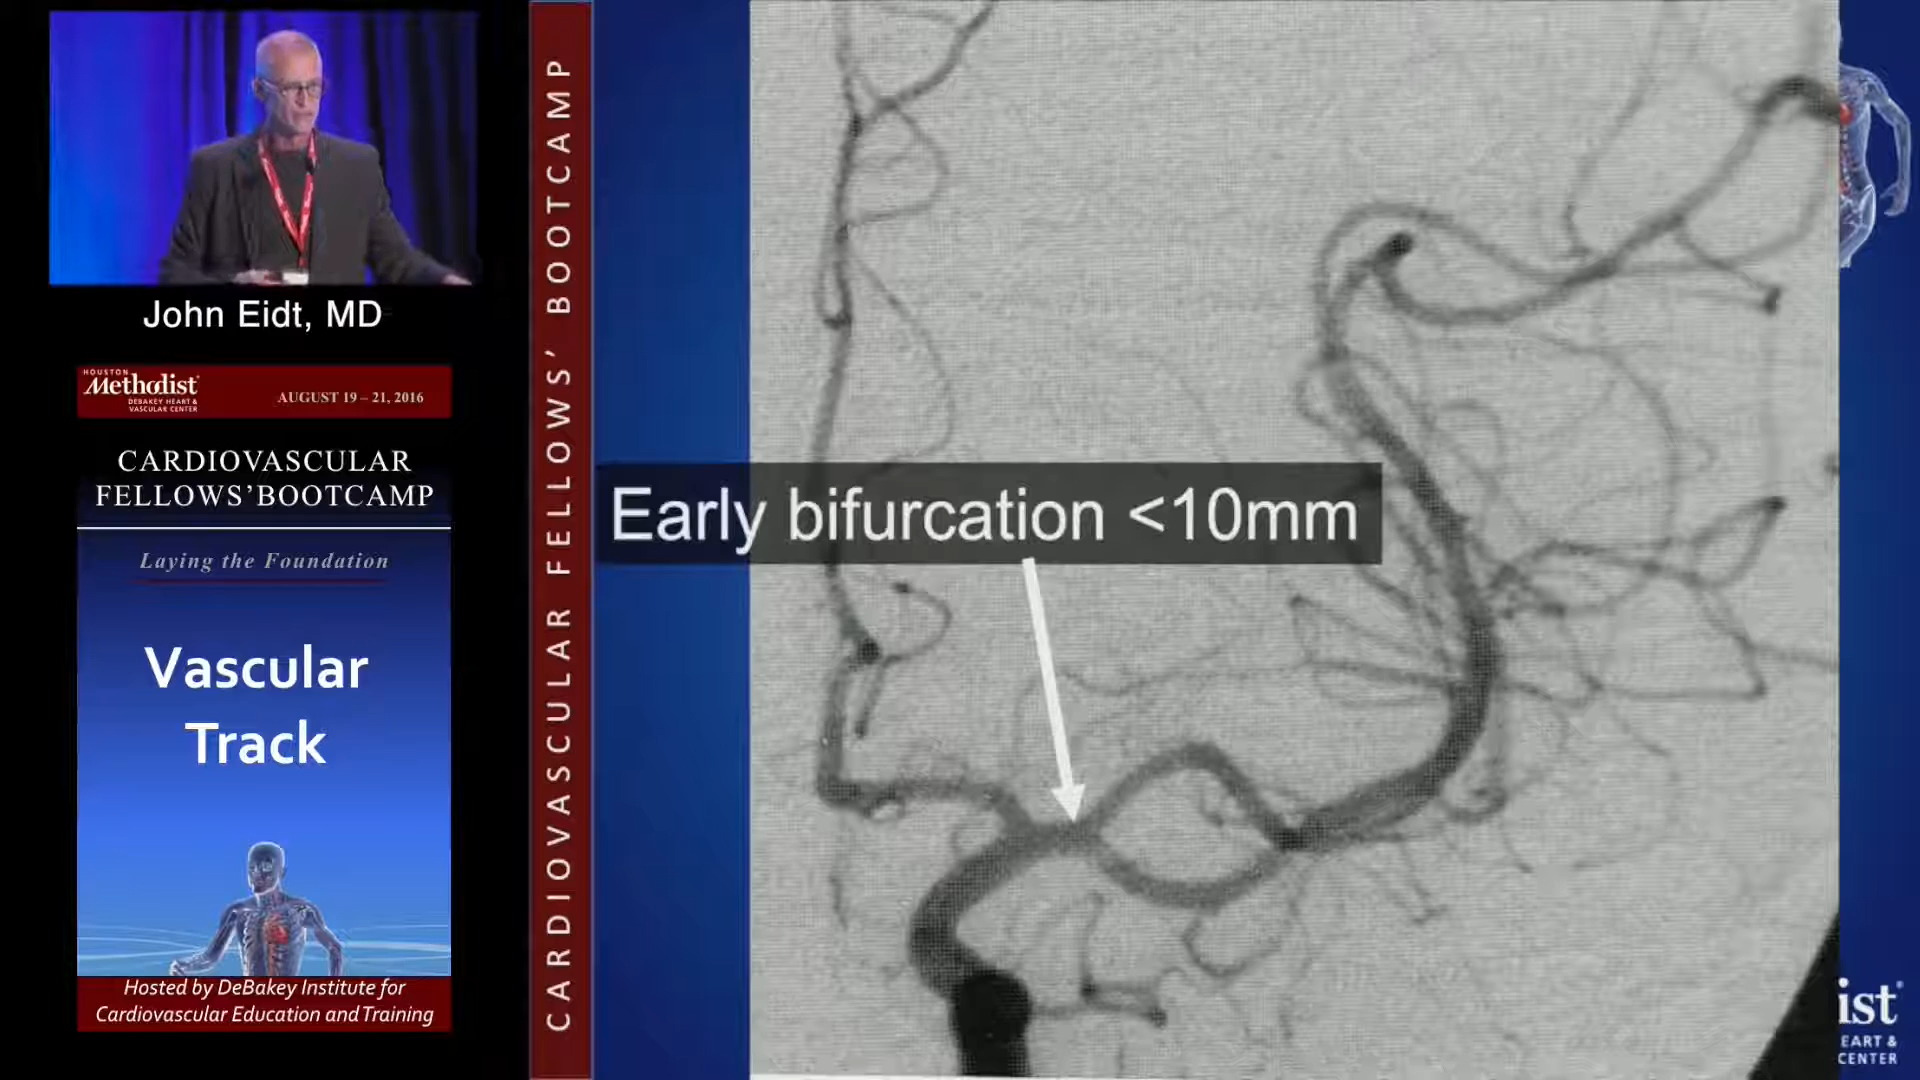 John Eidt, MD
HOUSTON
Methodist
DEBAKEY HEART &
VASCULAR CENTER
AUGUST 19 – 21, 2016
CARDIOVASCULAR
FELLOWS’BOOTCAMP
Laying the Foundation
Vascular
Track
Hosted by DeBakey Institute for
Cardiovascular Education and Training
CARDIOVASCULAR FELLOWS’ BOOTCAMP
Early bifurcation <10mm
ist
EART &
CENTER